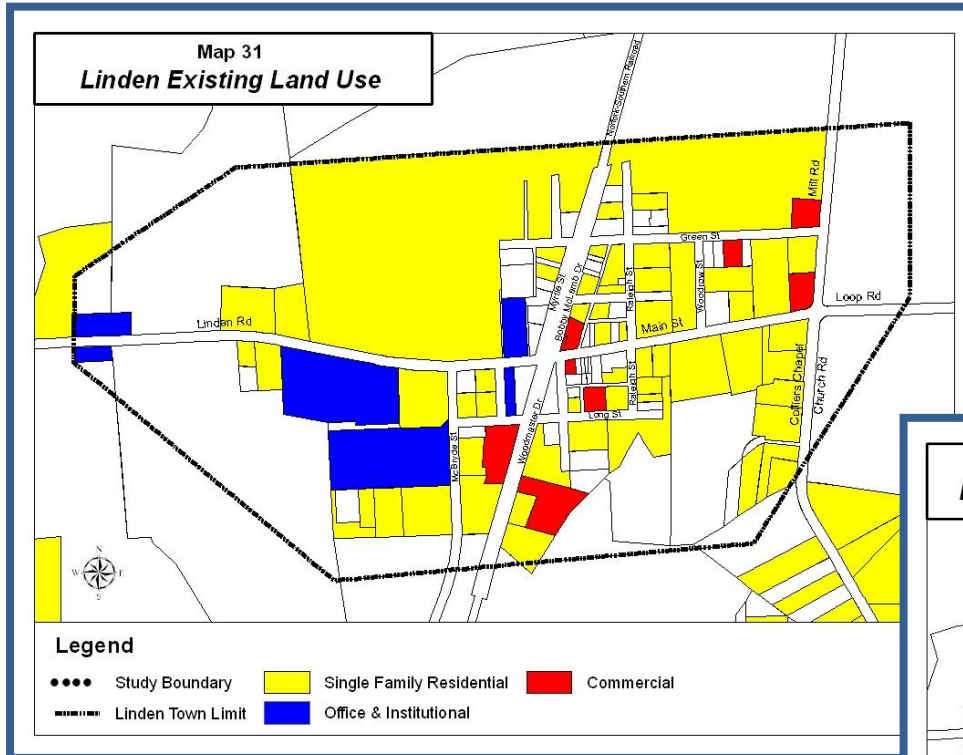 Map 31
Linden Existing Land Use
Norfolk-Southern Railroad
Mill Rd
Green St
Myrtle St
Bobby McLamb Dr
Raleigh St
Woodrow St
Loop Rd
Linden Rd
Main St
Colliers Chapel
Church Rd
Raleigh St
Long St
Woodmaster Dr
McBryde St
N
W E
S
Legend
Study Boundary
Single Family Residential
Commercial
Linden Town Limit
Office & Institutional